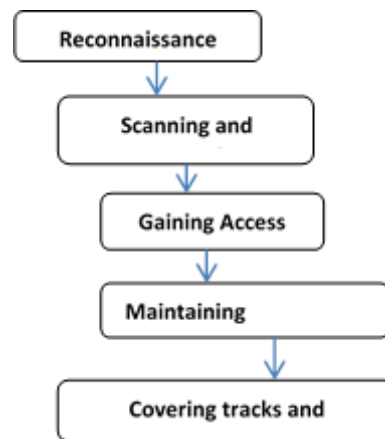 Reconnaissance
Scanning and
Gaining Access
Maintaining
Covering tracks and